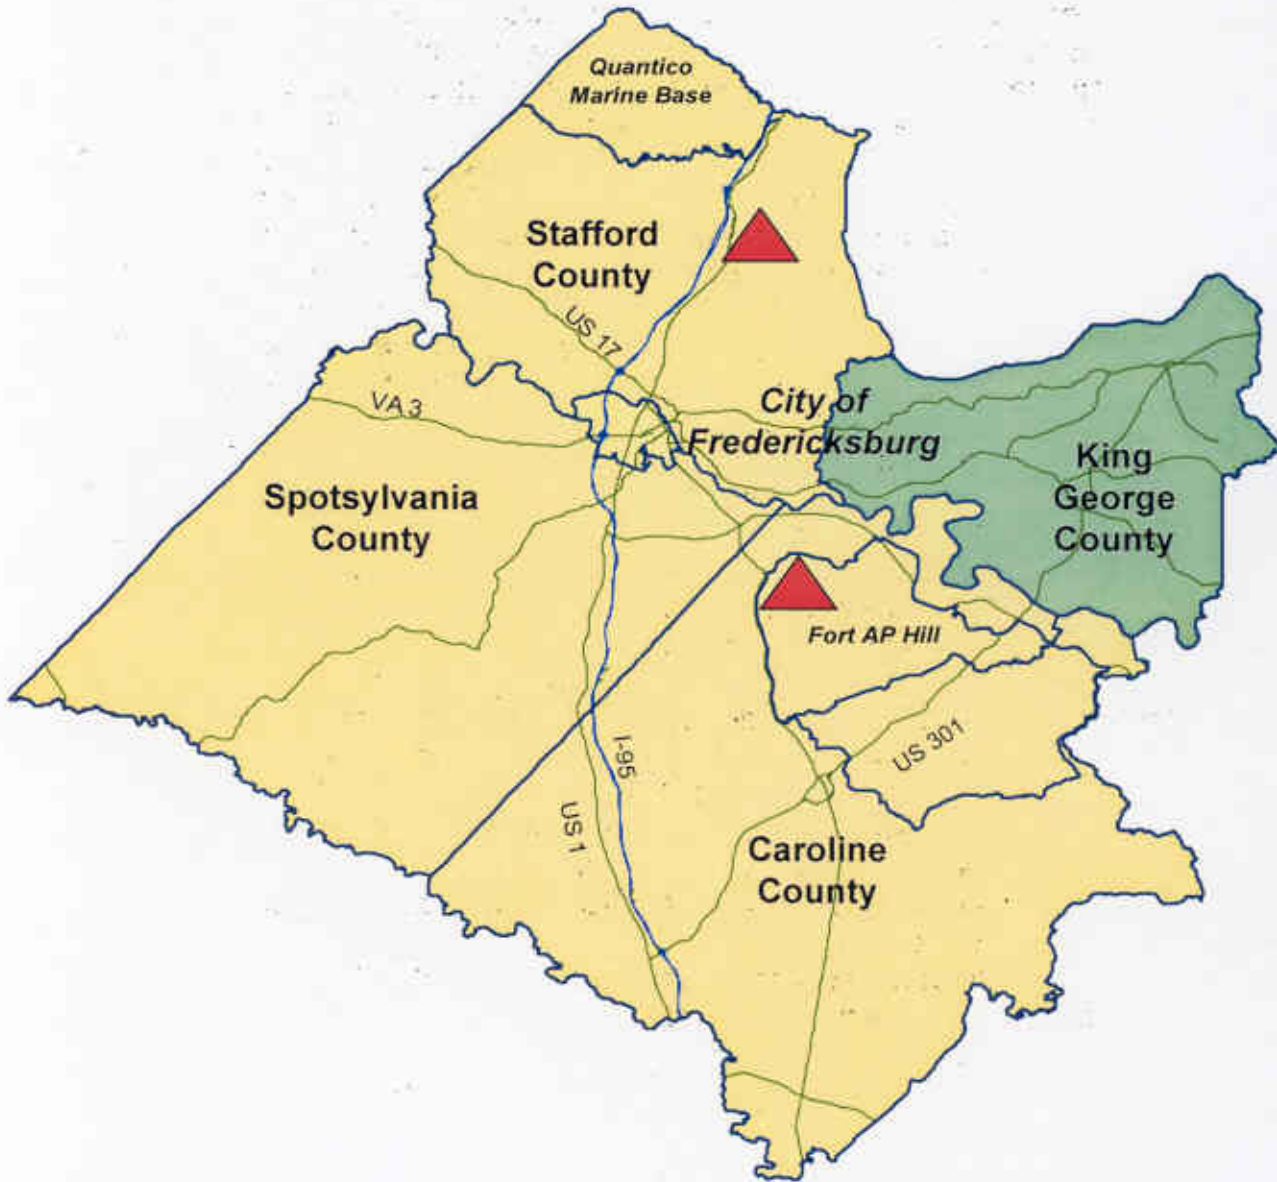 Quantico
Marine Base
Stafford
County
US 17
VA 3
City of
Fredericksburg
King
George
County
Spotsylvania
County
Fort AP Hill
US 301
I-95
US 1
Caroline
County